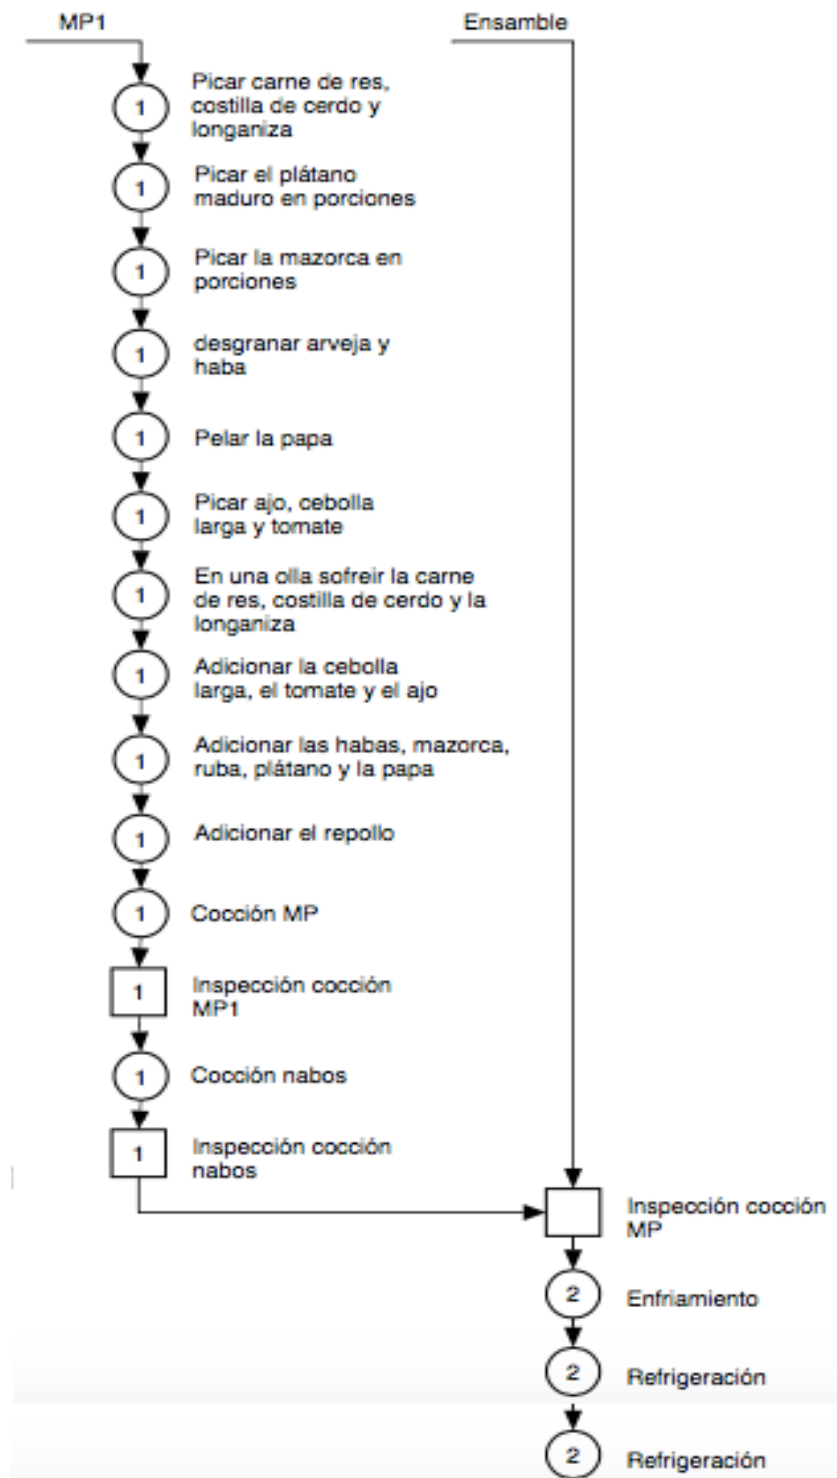 MP1
Ensamble
1
Picar carne de res,
costilla de cerdo y
longaniza
1
Picar el plátano
maduro en porciones
1
Picar la mazorca en
porciones
1
desgranar arveja y
haba
1
Pelar la papa
1
Picar ajo, cebolla
larga y tomate
1
En una olla sofreir la carne
de res, costilla de cerdo y la
longaniza
1
Adicionar la cebolla
larga, el tomate y el ajo
1
Adicionar las habas, mazorca,
ruba, plátano y la papa
1
Adicionar el repollo
1
Cocción MP
1
Inspección cocción
MP1
1
Cocción nabos
1
Inspección cocción
nabos
Inspección cocción
MP
2
Enfriamiento
2
Refrigeración
2
Refrigeración